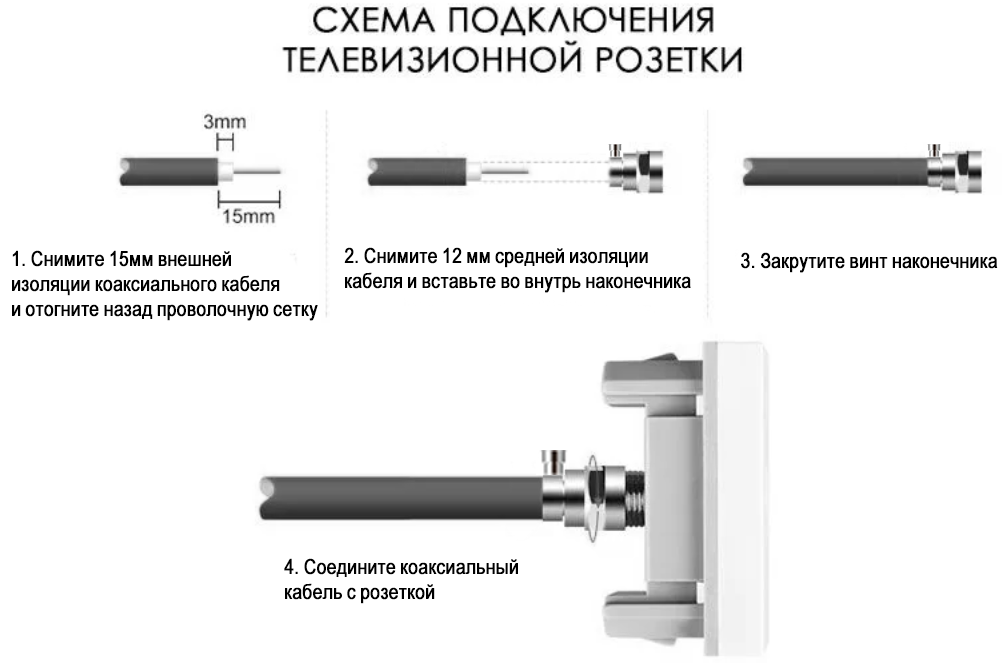 СХЕМА ПОДКЛЮЧЕНИЯ
ТЕЛЕВИЗИОННОЙ РОЗЕТКИ
3mm
15mm
1. Снимите 15мм внешней
изоляции коаксиального кабеля
и отогните назад проволочную сетку
2. Снимите 12 мм средней изоляции
кабеля и вставьте во внутрь наконечника
3. Закрутите винт наконечника
4. Соедините коаксиальный
кабель с розеткой